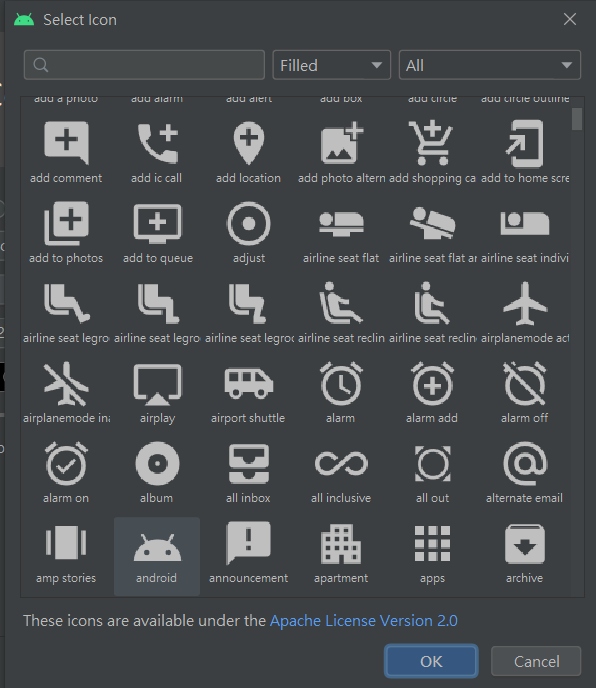 Select Icon
Filled
All
add a photo add alarm add alert add box add circle add circle outline
add comment add ic call add location add photo altern add shopping ca add to home scre
add to photos add to queue adjust airline seat flat airline seat flat an airline seat indivi
airline seat legro airline seat legro airline seat legroo airline seat reclin airline seat reclin airplanemode act
airplanemode ina airplay airport shuttle alarm alarm add alarm off
alarm on album all inbox all inclusive all out alternate email
amp stories android announcement apartment apps archive
These icons are available under the Apache License Version 2.0
OK Cancel